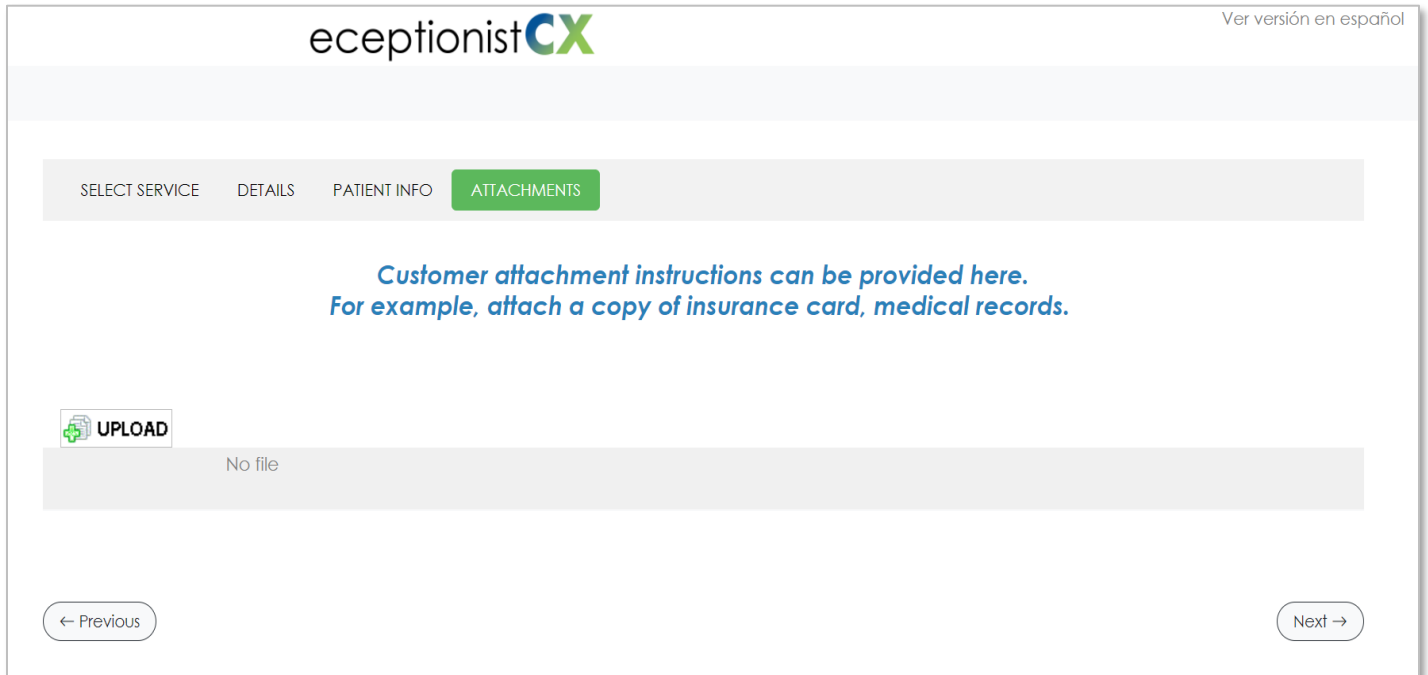 eceptionistCX
Ver versión en español
SELECT SERVICE DETAILS PATIENT INFO ATTACHMENTS
Customer attachment instructions can be provided here.
For example, attach a copy of insurance card, medical records.
UPLOAD
No file
← Previous
Next →